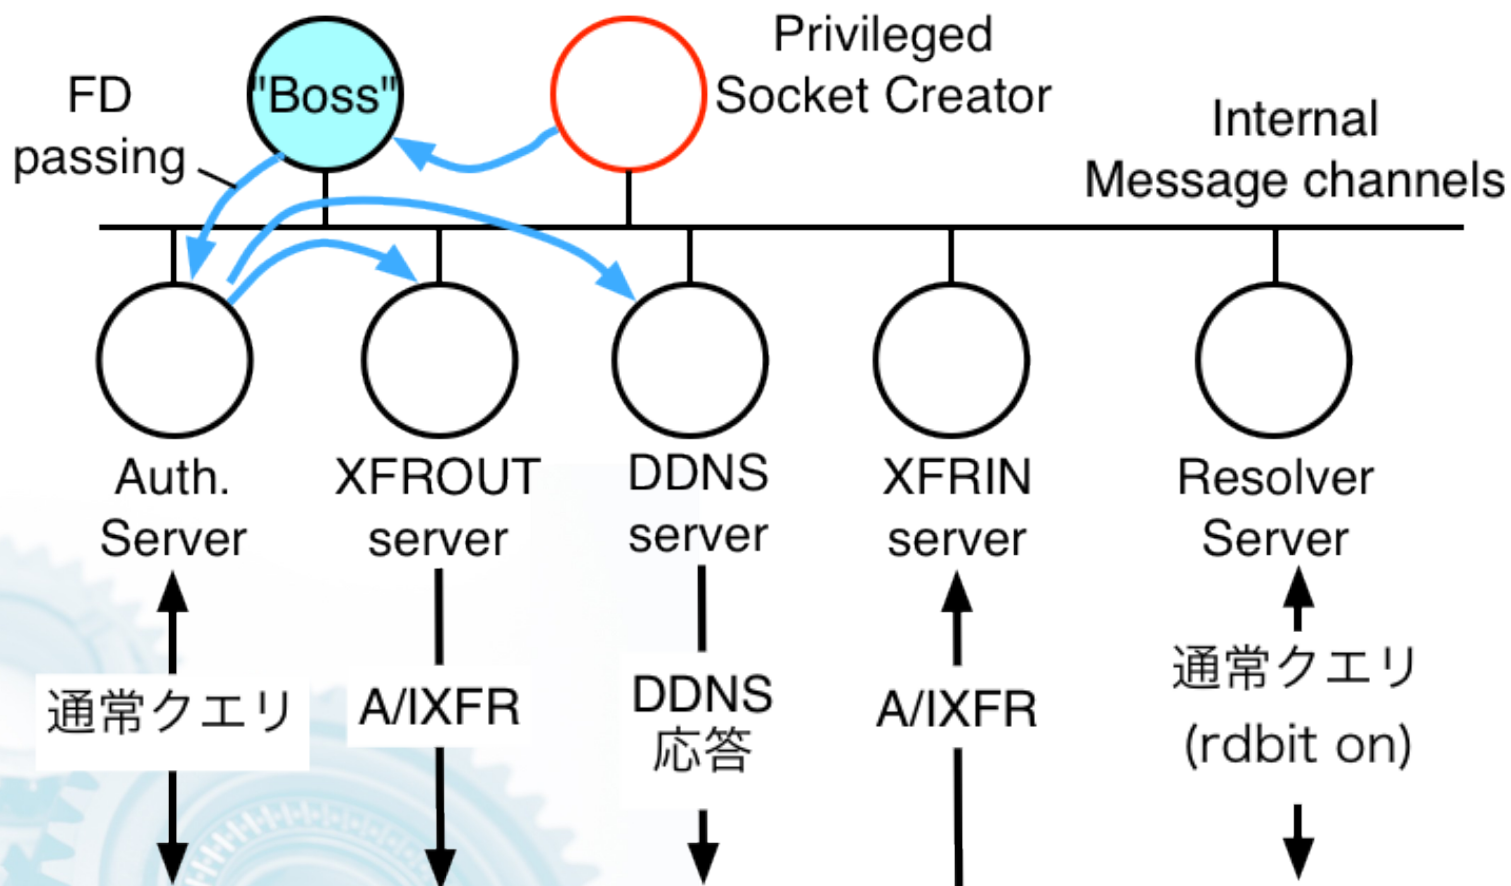 FD
passing
"Boss"
Privileged
Socket Creator
Internal
Message channels
Auth.
Server
XFROUT
server
DDNS
server
XFRIN
server
Resolver
Server
通常クエリ
A/IXFR
DDNS
応答
A/IXFR
通常クエリ
(rdbit on)